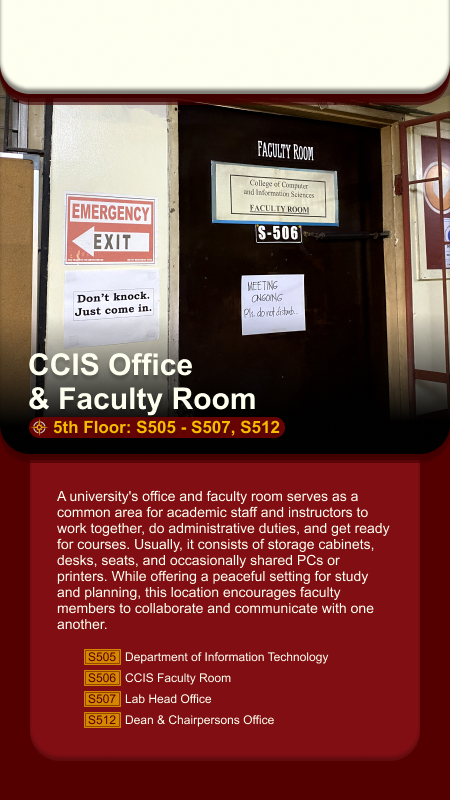 FACULTY ROOM
College of Computer
and Information Sciences
FACULTY ROOM
S-506
EMERGENCY
EXIT
Don't knock.
Just come in.
MEETING
ONGOING
Pls. do not disturb...
CCIS Office
& Faculty Room
5th Floor: S505 - S507, S512
A university's office and faculty room serves as a
common area for academic staff and instructors to
work together, do administrative duties, and get ready
for courses. Usually, it consists of storage cabinets,
desks, seats, and occasionally shared PCs or
printers. While offering a peaceful setting for study
and planning, this location encourages faculty
members to collaborate and communicate with one
another.
S505 Department of Information Technology
S506 CCIS Faculty Room
S507 Lab Head Office
S512 Dean & Chairpersons Office